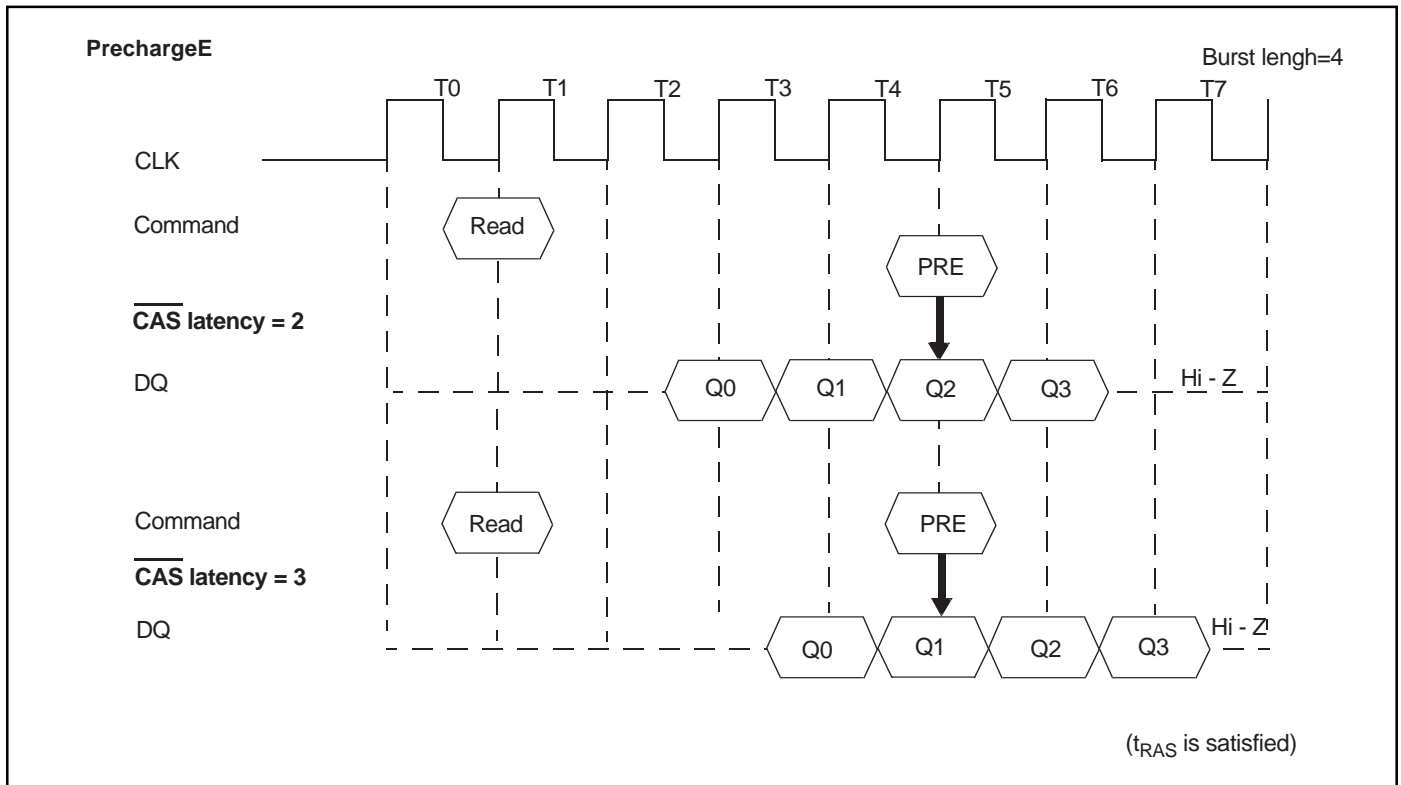 PrechargeE
Burst lengh=4
T0 T1 T2 T3 T4 T5 T6 T7
CLK
Command Read
PRE
CAS latency = 2
DQ Q0 Q1 Q2 Q3 Hi - Z
Command Read PRE
CAS latency = 3
DQ Q0 Q1 Q2 Q3 Hi - Z
(tRAS is satisfied)